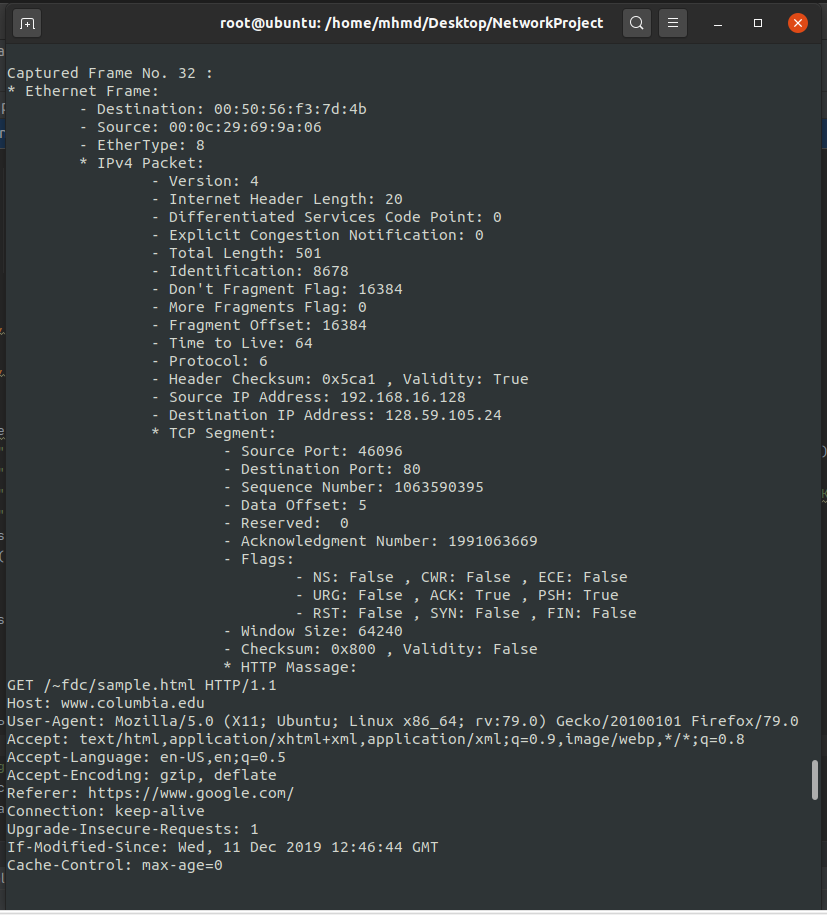 root@ubuntu: /home/mhmd/Desktop/NetworkProject
Captured Frame No. 32 :
* Ethernet Frame:
- Destination: 00:50:56:f3:7d:4b
- Source: 00:0c:29:69:9a:06
- EtherType: 8
* IPv4 Packet:
- Version: 4
- Internet Header Length: 20
- Differentiated Services Code Point: 0
- Explicit Congestion Notification: 0
- Total Length: 501
- Identification: 8678
- Don't Fragment Flag: 16384
- More Fragments Flag: 0
- Fragment Offset: 16384
- Time to Live: 64
- Protocol: 6
- Header Checksum: 0x5ca1 , Validity: True
- Source IP Address: 192.168.16.128
- Destination IP Address: 128.59.105.24
* TCP Segment:
- Source Port: 46096
- Destination Port: 80
- Sequence Number: 1063590395
- Data Offset: 5
- Reserved:  0
- Acknowledgment Number: 1991063669
- Flags:
- NS: False , CWR: False , ECE: False
- URG: False , ACK: True , PSH: True
- RST: False , SYN: False , FIN: False
- Window Size: 64240
- Checksum: 0x800 , Validity: False
* HTTP Massage:
GET /~fdc/sample.html HTTP/1.1
Host: www.columbia.edu
User-Agent: Mozilla/5.0 (X11; Ubuntu; Linux x86_64; rv:79.0) Gecko/20100101 Firefox/79.0
Accept: text/html,application/xhtml+xml,application/xml;q=0.9,image/webp,*/*;q=0.8
Accept-Language: en-US,en;q=0.5
Accept-Encoding: gzip, deflate
Referer: https://www.google.com/
Connection: keep-alive
Upgrade-Insecure-Requests: 1
If-Modified-Since: Wed, 11 Dec 2019 12:46:44 GMT
Cache-Control: max-age=0